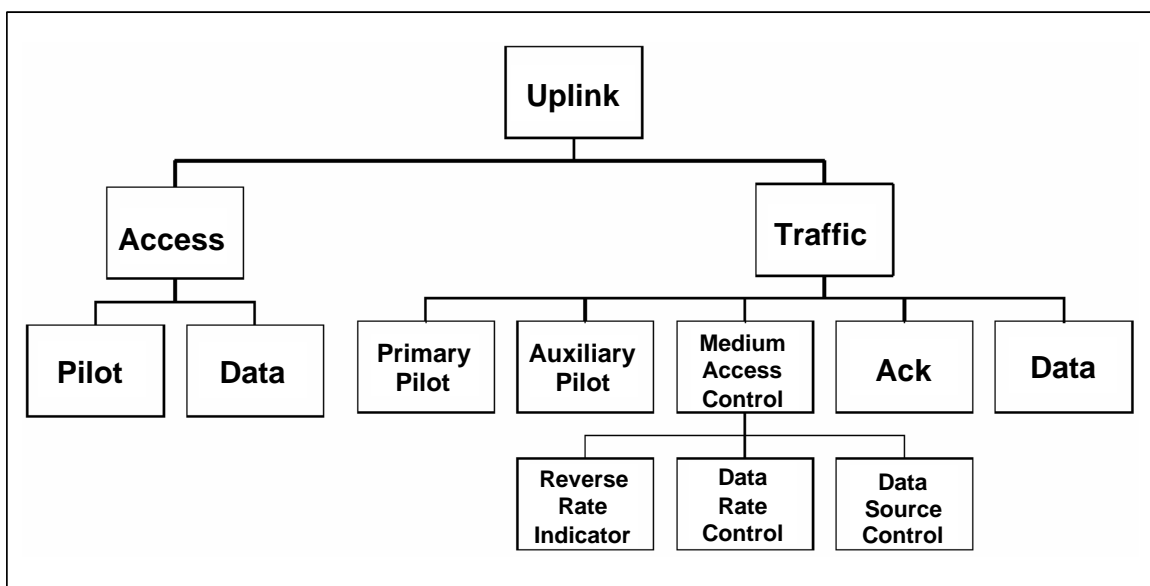 Uplink
Access
Traffic
Pilot
Data
Primary
Pilot
Auxiliary
Pilot
Medium
Access
Control
Ack
Data
Reverse
Rate
Indicator
Data
Rate
Control
Data
Source
Control